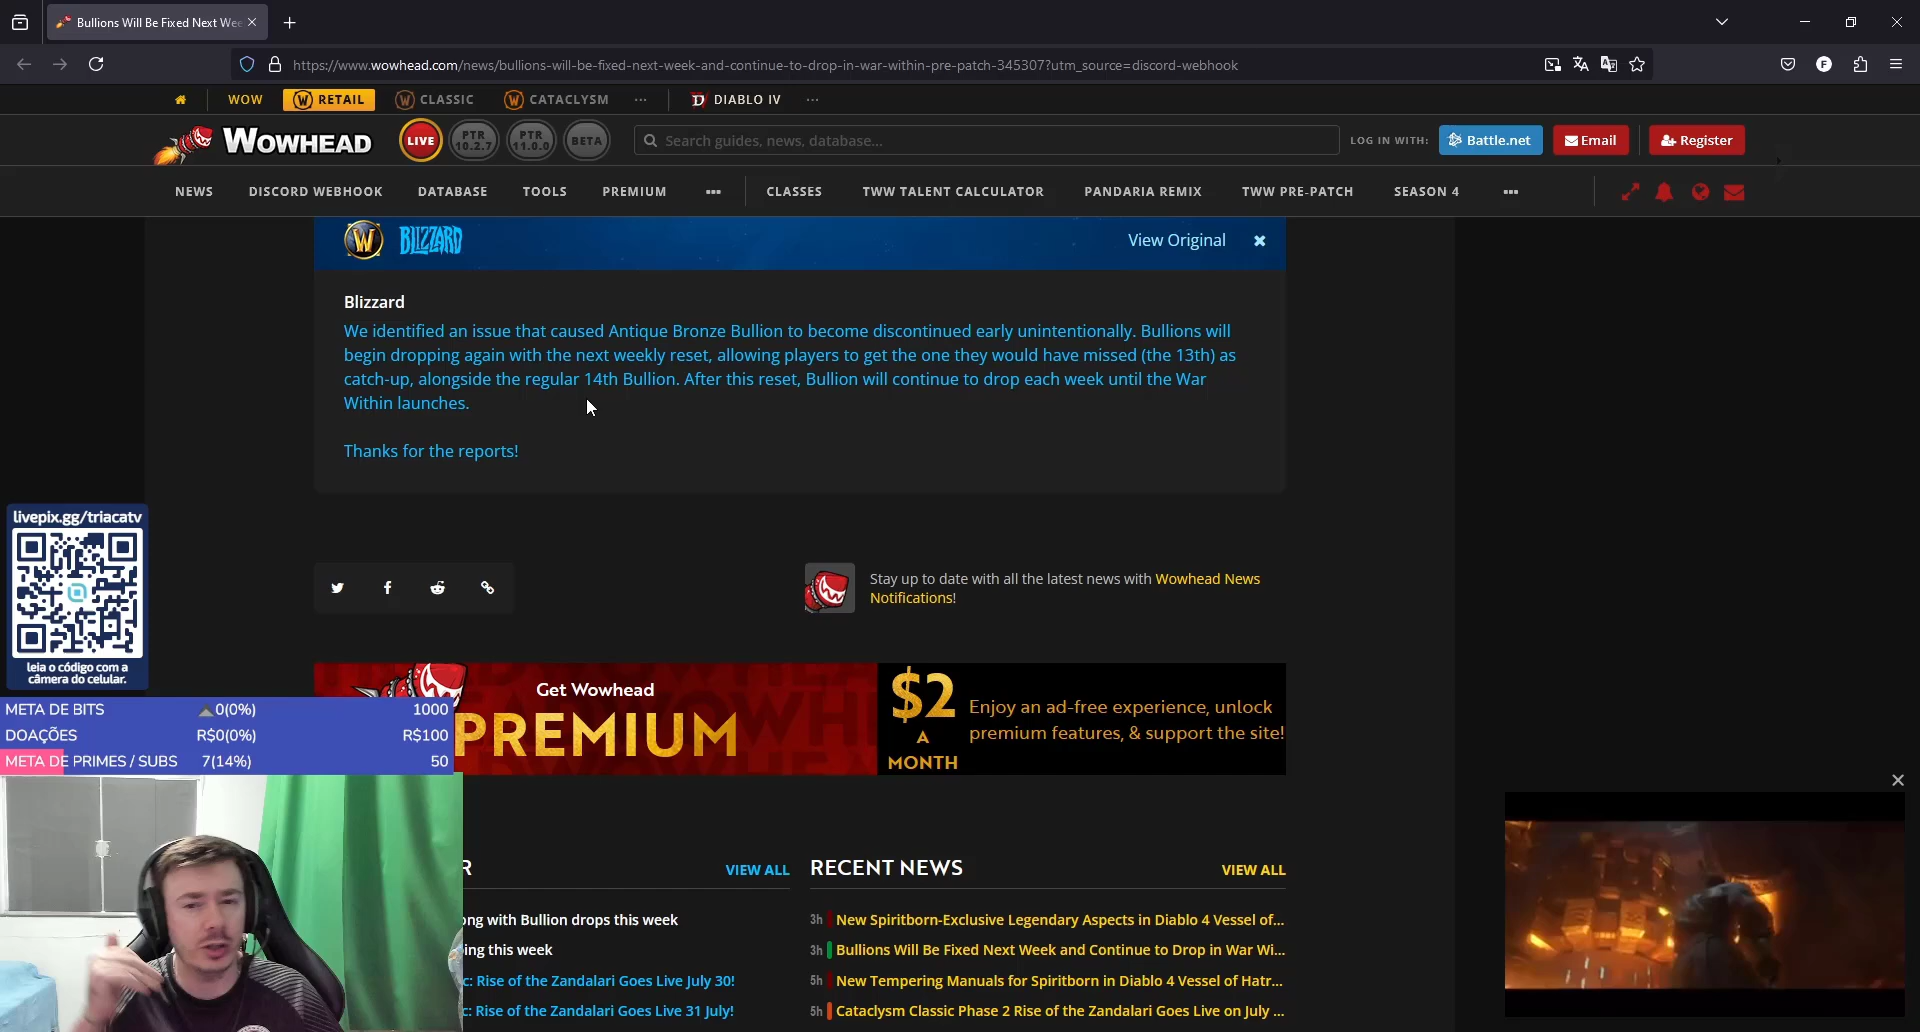 Bullions Will Be Fixed Next Wee
https://www.wowhead.com/news/bullions-will-be-fixed-next-week-and-continue-to-drop-in-war-within-pre-patch-345307?utm_source=discord-webhook
WOW RETAIL CLASSIC CATACLYSM ... DIABLO IV ...
WOWHEAD LIVE PTR 10.2.7 PTR 11.0.0 BETA Search guides, news, database... LOG IN WITH: Battle.net Email Register
NEWS DISCORD WEBHOOK DATABASE TOOLS PREMIUM ... CLASSES TWW TALENT CALCULATOR PANDARIA REMIX TWW PRE-PATCH SEASON 4 ...
W BLIZZARD View Original
Blizzard
We identified an issue that caused Antique Bronze Bullion to become discontinued early unintentionally. Bullions will
begin dropping again with the next weekly reset, allowing players to get the one they would have missed (the 13th) as
catch-up, alongside the regular 14th Bullion. After this reset, Bullion will continue to drop each week until the War
Within launches.
Thanks for the reports!
livepix.gg/triacatv
leia o código com a
câmera do celular.
Stay up to date with all the latest news with Wowhead News
Notifications!
Get Wowhead
PREMIUM
$2
A
MONTH
Enjoy an ad-free experience, unlock
premium features, & support the site!
META DE BITS 0(0%) 1000
DOAÇÕES R$0(0%) R$100
META DE PRIMES / SUBS 7(14%) 50
R VIEW ALL
ong with Bullion drops this week
ing this week
c: Rise of the Zandalari Goes Live July 30!
c: Rise of the Zandalari Goes Live 31 July!
RECENT NEWS VIEW ALL
3h New Spiritborn-Exclusive Legendary Aspects in Diablo 4 Vessel of...
3h Bullions Will Be Fixed Next Week and Continue to Drop in War Wi...
5h New Tempering Manuals for Spiritborn in Diablo 4 Vessel of Hatr...
5h Cataclysm Classic Phase 2 Rise of the Zandalari Goes Live on July ...